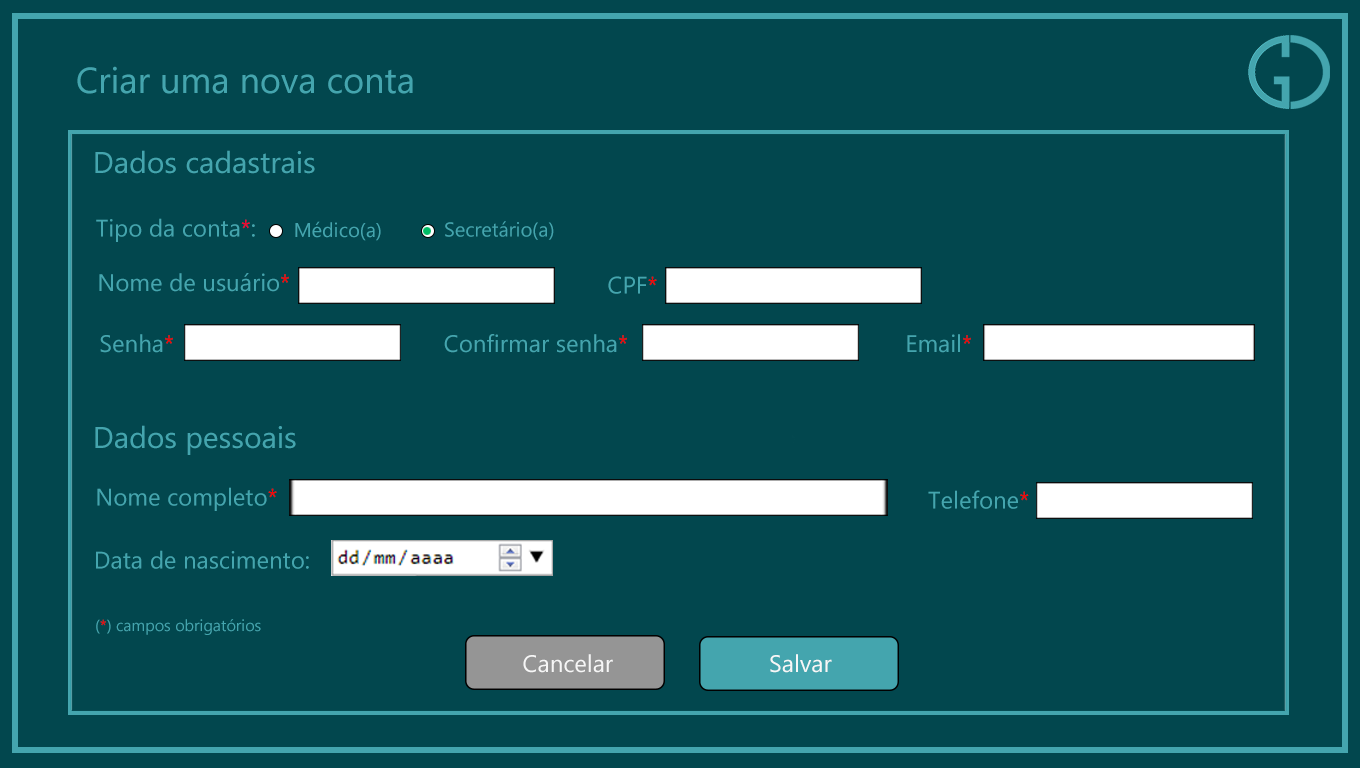 Criar uma nova conta
Dados cadastrais
Tipo da conta*: Médico(a) Secretário(a)
Nome de usuário* CPF*
Senha* Confirmar senha* Email*
Dados pessoais
Nome completo* Telefone*
Data de nascimento: dd/mm/aaaa
(*) campos obrigatórios
Cancelar Salvar